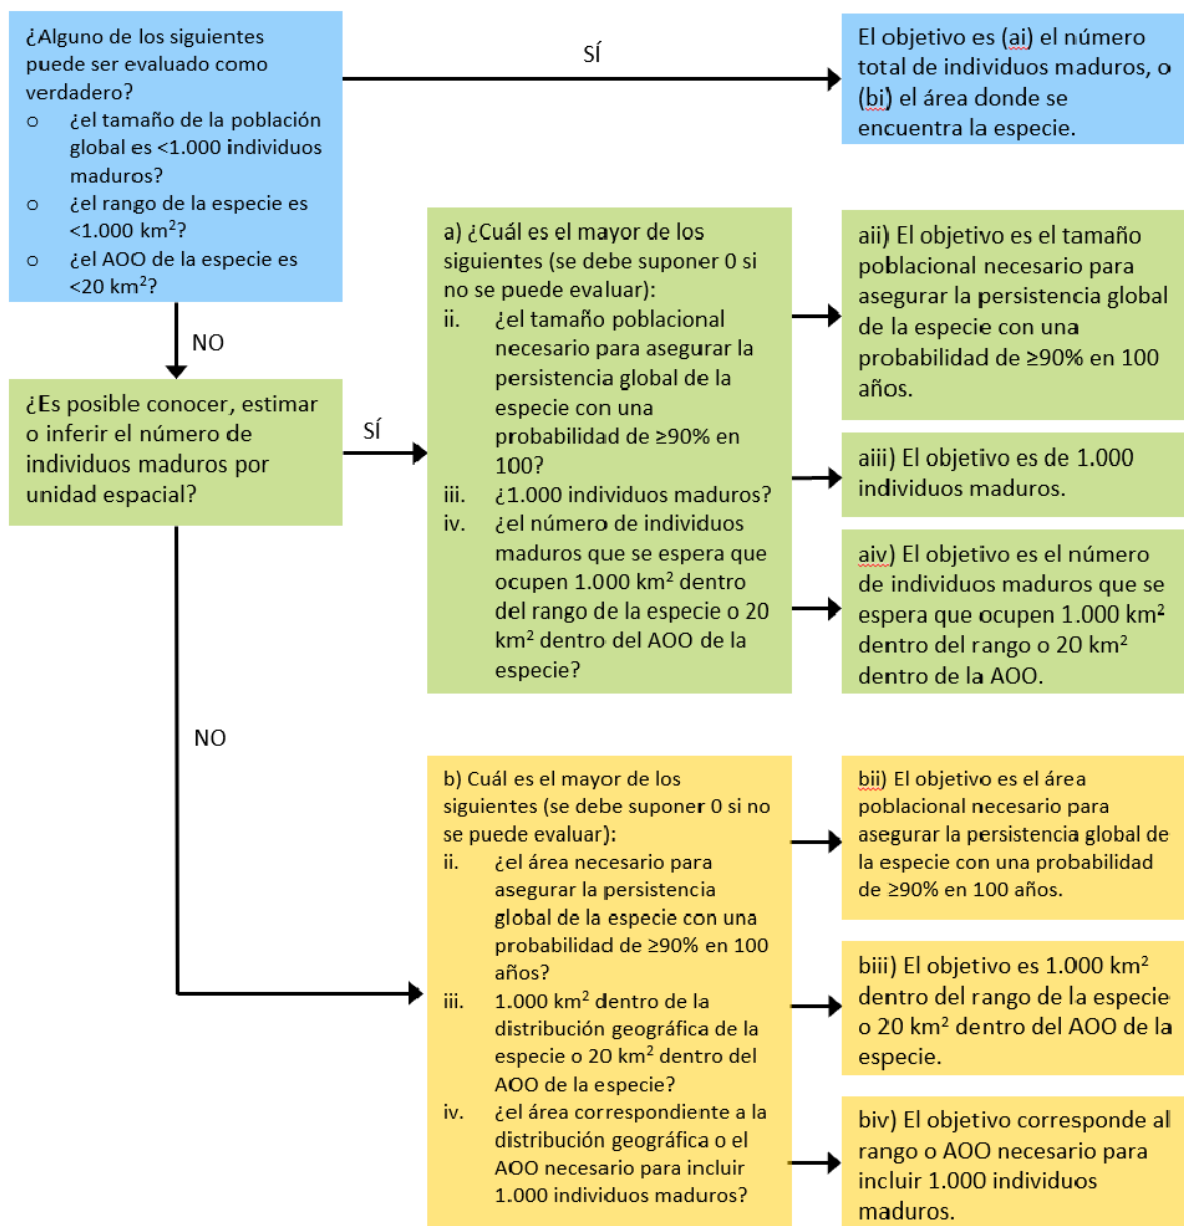 ¿Alguno de los siguientes
puede ser evaluado como
verdadero?
o ¿el tamaño de la población
global es <1.000 individuos
maduros?
o ¿el rango de la especie es
<1.000 km²?
o ¿el AOO de la especie es
<20 km²?
SÍ
El objetivo es (ai) el número
total de individuos maduros, o
(bi) el área donde se
encuentra la especie.
NO
¿Es posible conocer, estimar
o inferir el número de
individuos maduros por
unidad espacial?
SÍ
a) ¿Cuál es el mayor de los
siguientes (se debe suponer 0 si
no se puede evaluar):
ii. ¿el tamaño poblacional
necesario para asegurar la
persistencia global de la
especie con una
probabilidad de ≥90% en
100?
iii. ¿1.000 individuos maduros?
iv. ¿el número de individuos
maduros que se espera que
ocupen 1.000 km² dentro
del rango de la especie o 20
km² dentro del AOO de la
especie?
aii) El objetivo es el tamaño
poblacional necesario para
asegurar la persistencia global
de la especie con una
probabilidad de ≥90% en 100
años.
aiii) El objetivo es de 1.000
individuos maduros.
aiv) El objetivo es el número
de individuos maduros que se
espera que ocupen 1.000 km²
dentro del rango o 20 km²
dentro de la AOO.
NO
b) Cuál es el mayor de los
siguientes (se debe suponer 0 si no
se puede evaluar):
ii. ¿el área necesario para
asegurar la persistencia
global de la especie con una
probabilidad de ≥90% en 100
años?
iii. 1.000 km² dentro de la
distribución geográfica de la
especie o 20 km² dentro del
AOO de la especie?
iv. ¿el área correspondiente a la
distribución geográfica o el
AOO necesario para incluir
1.000 individuos maduros?
bii) El objetivo es el área
poblacional necesario para
asegurar la persistencia global de
la especie con una probabilidad
de ≥90% en 100 años.
biii) El objetivo es 1.000 km²
dentro del rango de la especie
o 20 km² dentro del AOO de la
especie.
biv) El objetivo corresponde al
rango o AOO necesario para
incluir 1.000 individuos
maduros.